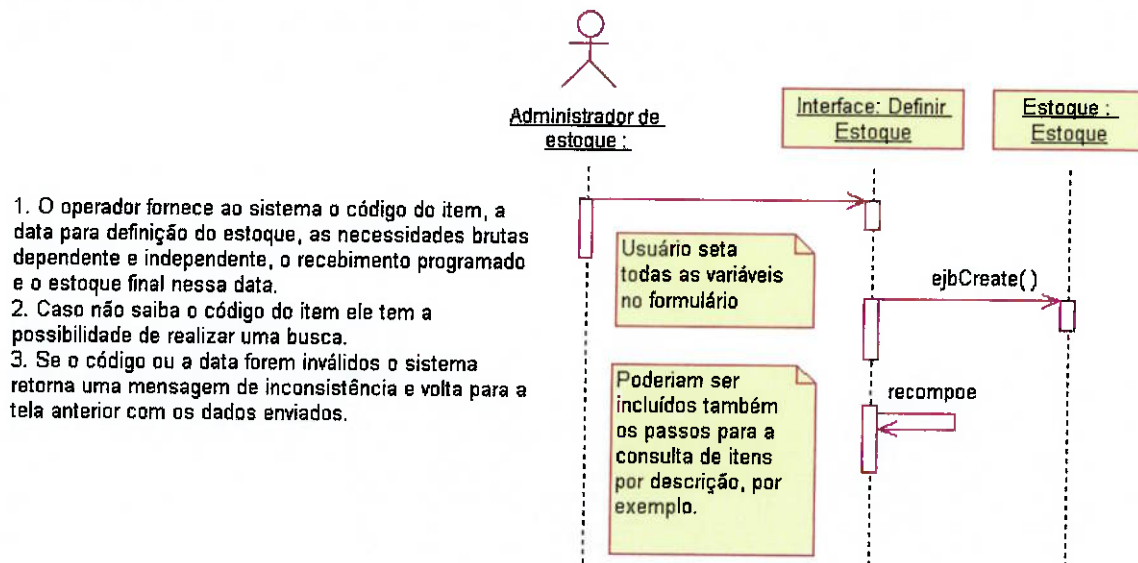 Administrador de
estoque :
Interface: Definir
Estoque
Estoque :
Estoque
1. O operador fornece ao sistema o código do item, a
data para definição do estoque, as necessidades brutas
dependente e independente, o recebimento programado
e o estoque final nessa data.
2. Caso não saiba o código do item ele tem a
possibilidade de realizar uma busca.
3. Se o código ou a data forem inválidos o sistema
retorna uma mensagem de inconsistência e volta para a
tela anterior com os dados enviados.
Usuário seta
todas as variáveis
no formulário
ejbCreate( )
Poderiam ser
incluídos também
os passos para a
consulta de itens
por descrição, por
exemplo.
recompoe